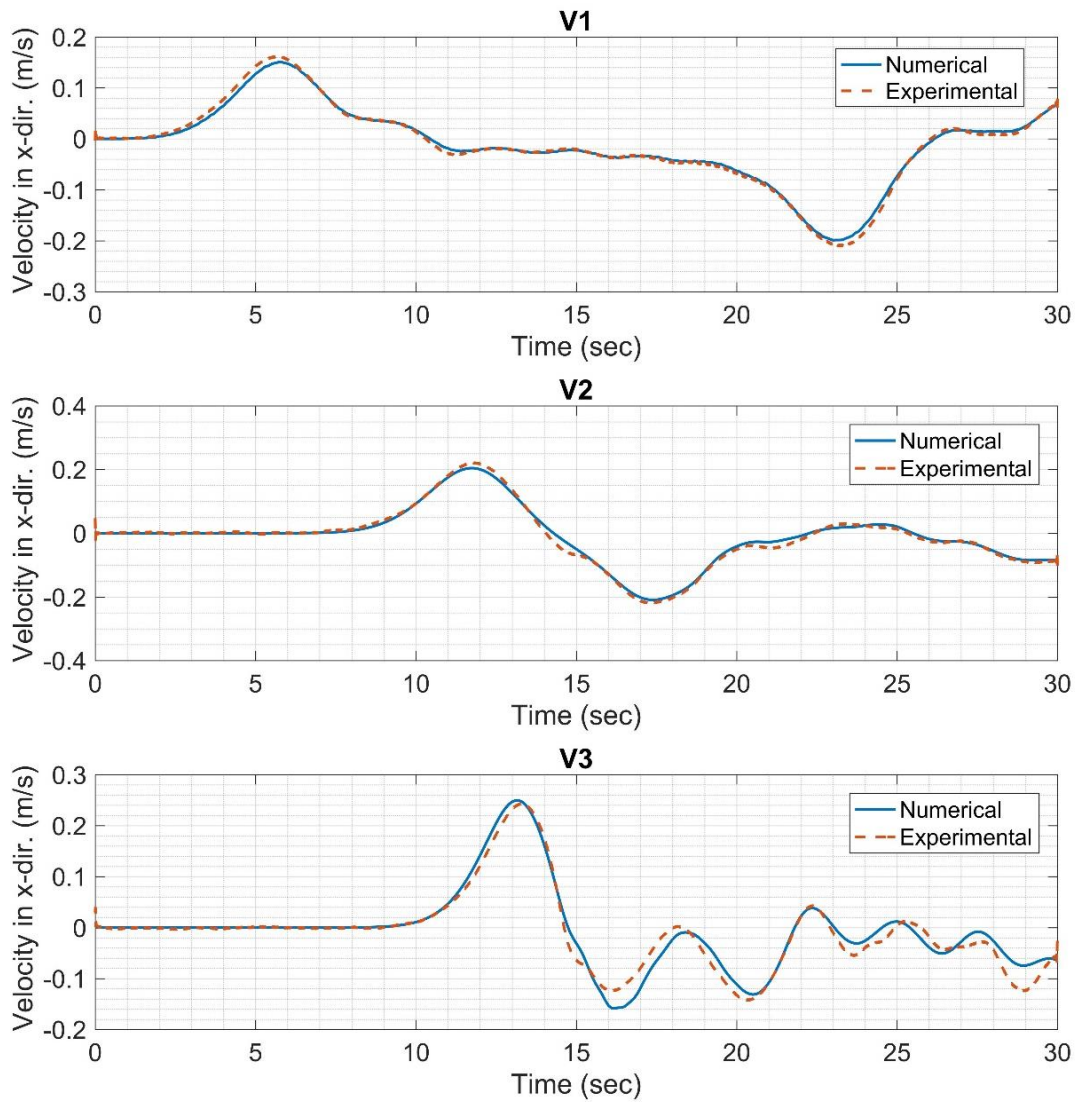 V1
Velocity in x-dir. (m/s)
0.2
0.1
0
-0.1
-0.2
-0.3
Numerical
Experimental
0 5 10 15 20 25 30
Time (sec)
V2
Velocity in x-dir. (m/s)
0.4
0.2
0
-0.2
-0.4
Numerical
Experimental
0 5 10 15 20 25 30
Time (sec)
V3
Velocity in x-dir. (m/s)
0.3
0.2
0.1
0
-0.1
-0.2
Numerical
Experimental
0 5 10 15 20 25 30
Time (sec)